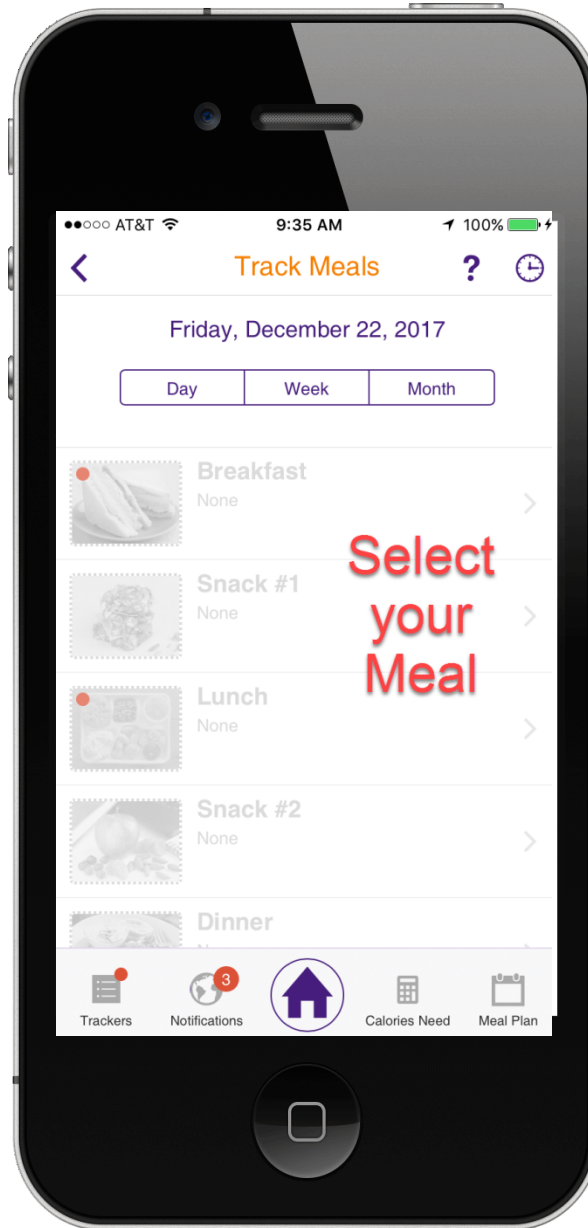 AT&T 9:35 AM 100%
Track Meals ?
Friday, December 22, 2017
Day Week Month
Breakfast
None
Snack #1
None
Lunch
None
Snack #2
None
Dinner
Select
your
Meal
3
Trackers Notifications Calories Need Meal Plan